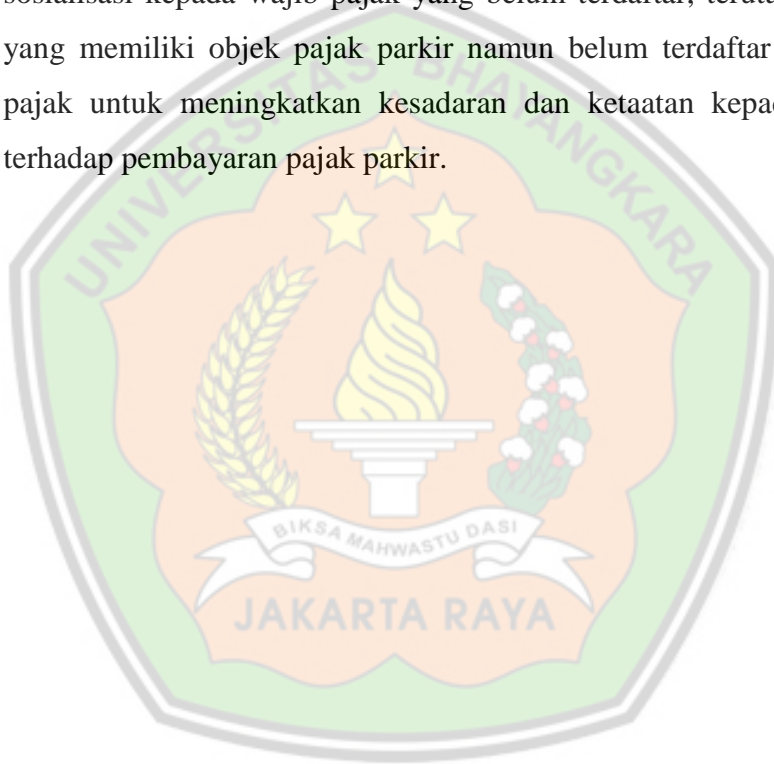 sosialisasi kepada wajib pajak yang belum terdaftar,
yang memiliki objek pajak parkir namun belum terdaftar
pajak untuk meningkatkan kesadaran dan ketaatan
terhadap pembayaran pajak parkir.
UNIVERSITAS BHAYANGKARA
BIKSA MAHWASTU DASI
JAKARTA RAYA